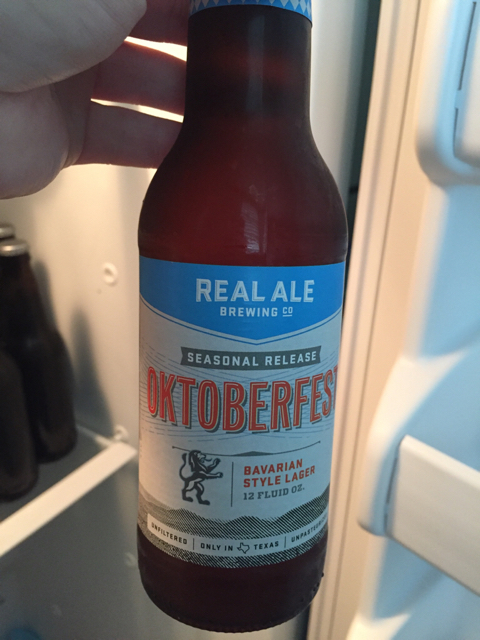 REAL ALE
BREWING CO
SEASONAL RELEASE
OKTOBERFEST
BAVARIAN
STYLE LAGER
12 FLUID OZ.
UNFILTERED | ONLY IN TEXAS | UNPASTEURIZED